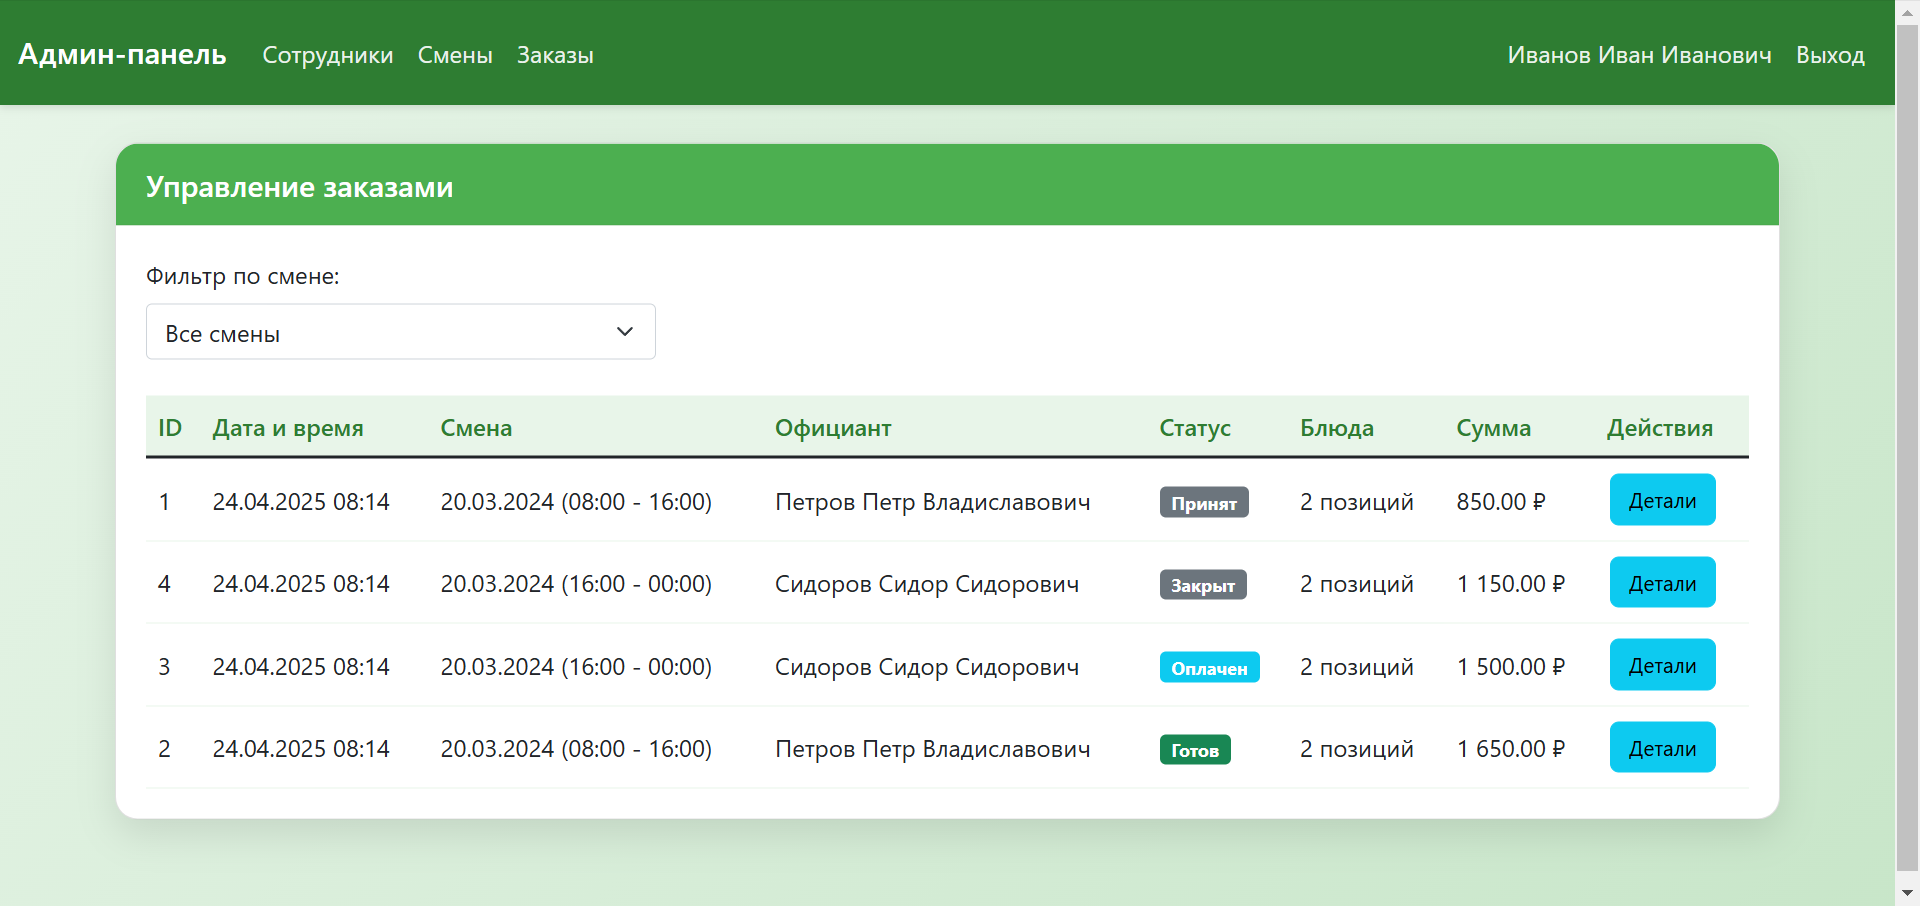 Админ-панель Сотрудники Смены Заказы Иванов Иван Иванович Выход
Управление заказами
Фильтр по смене:
Все смены
ID Дата и время Смена Официант Статус Блюда Сумма Действия
1 24.04.2025 08:14 20.03.2024 (08:00 - 16:00) Петров Петр Владиславович Принят 2 позиций 850.00 ₽ Детали
4 24.04.2025 08:14 20.03.2024 (16:00 - 00:00) Сидоров Сидор Сидорович Закрыт 2 позиций 1 150.00 ₽ Детали
3 24.04.2025 08:14 20.03.2024 (16:00 - 00:00) Сидоров Сидор Сидорович Оплачен 2 позиций 1 500.00 ₽ Детали
2 24.04.2025 08:14 20.03.2024 (08:00 - 16:00) Петров Петр Владиславович Готов 2 позиций 1 650.00 ₽ Детали